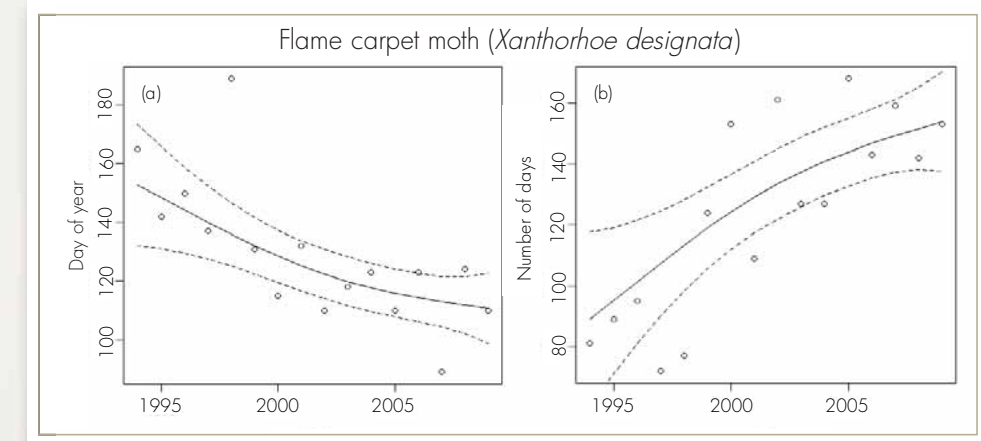 Flame carpet moth (Xanthorhoe designata)
(a)
Day of year
180
160
140
120
100
1995 2000 2005
(b)
Number of days
160
140
120
100
80
1995 2000 2005